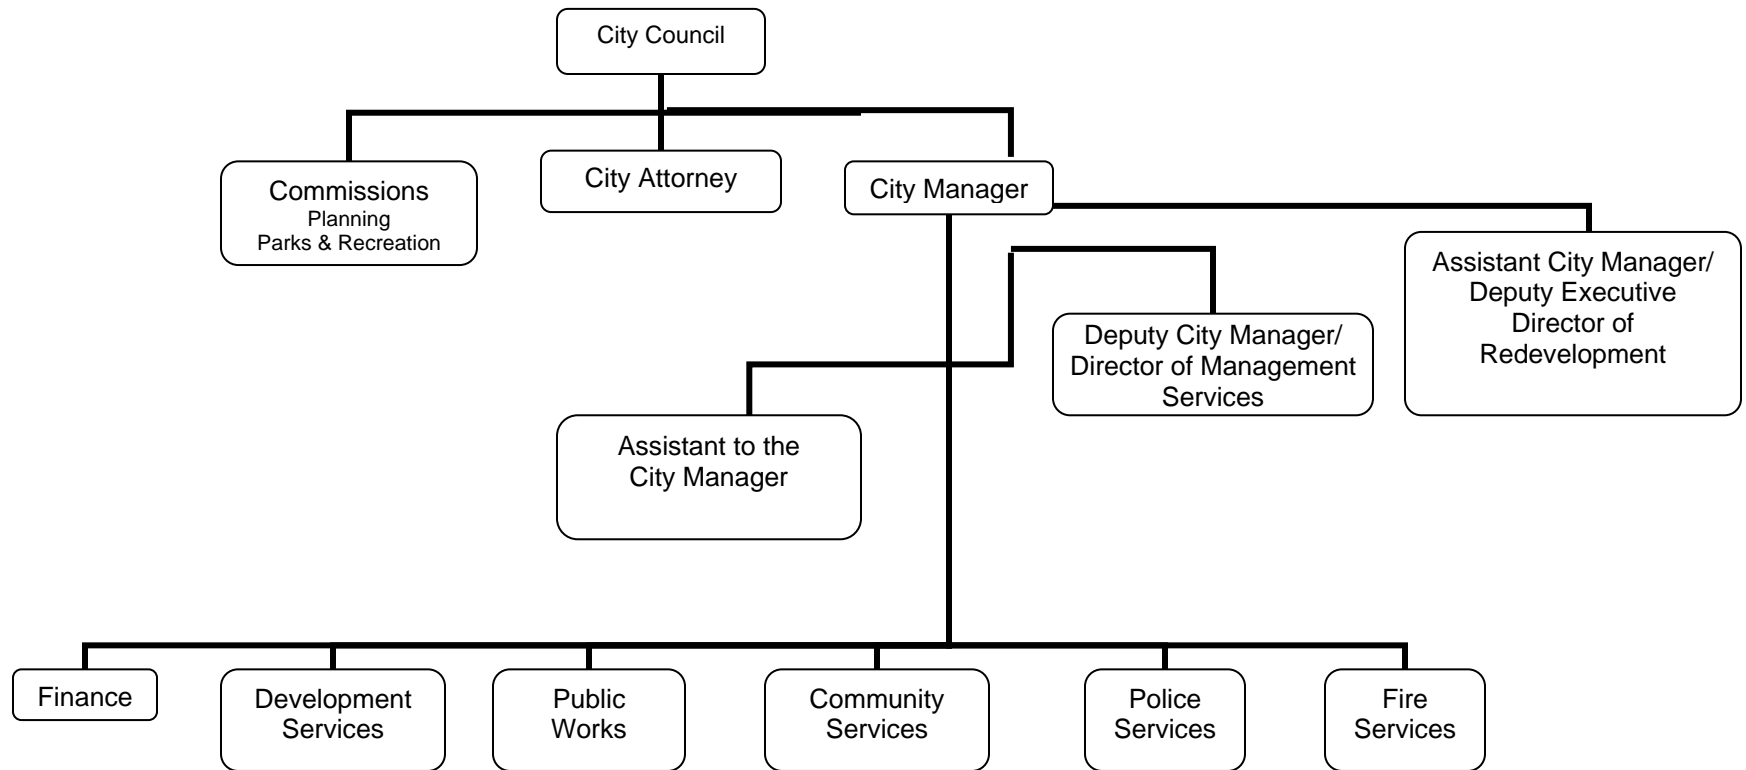 City Council
Commissions
Planning
Parks & Recreation
City Attorney
City Manager
Assistant City Manager/
Deputy Executive
Director of
Redevelopment
Deputy City Manager/
Director of Management
Services
Assistant to the
City Manager
Finance
Development
Services
Public
Works
Community
Services
Police
Services
Fire
Services